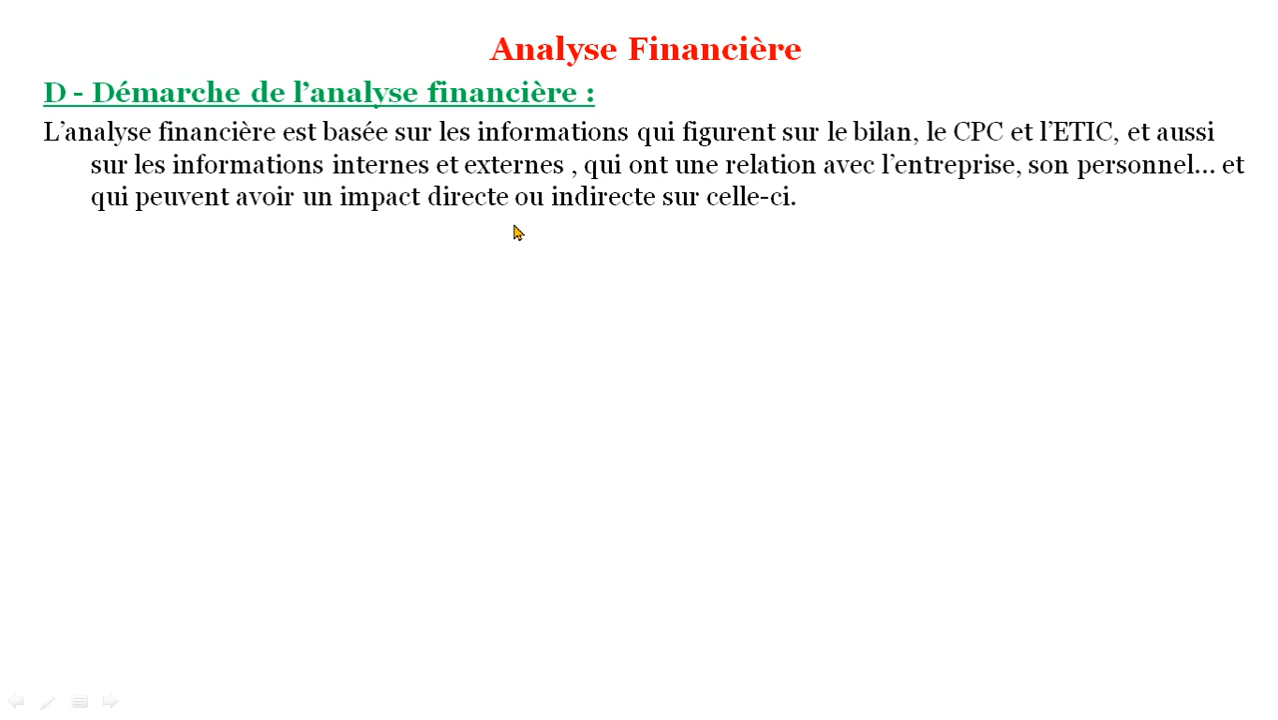 Analyse Financière
D - Démarche de l’analyse financière :
L’analyse financière est basée sur les informations qui figurent sur le bilan, le CPC et l’ETIC, et aussi
sur les informations internes et externes , qui ont une relation avec l’entreprise, son personnel… et
qui peuvent avoir un impact directe ou indirecte sur celle-ci.